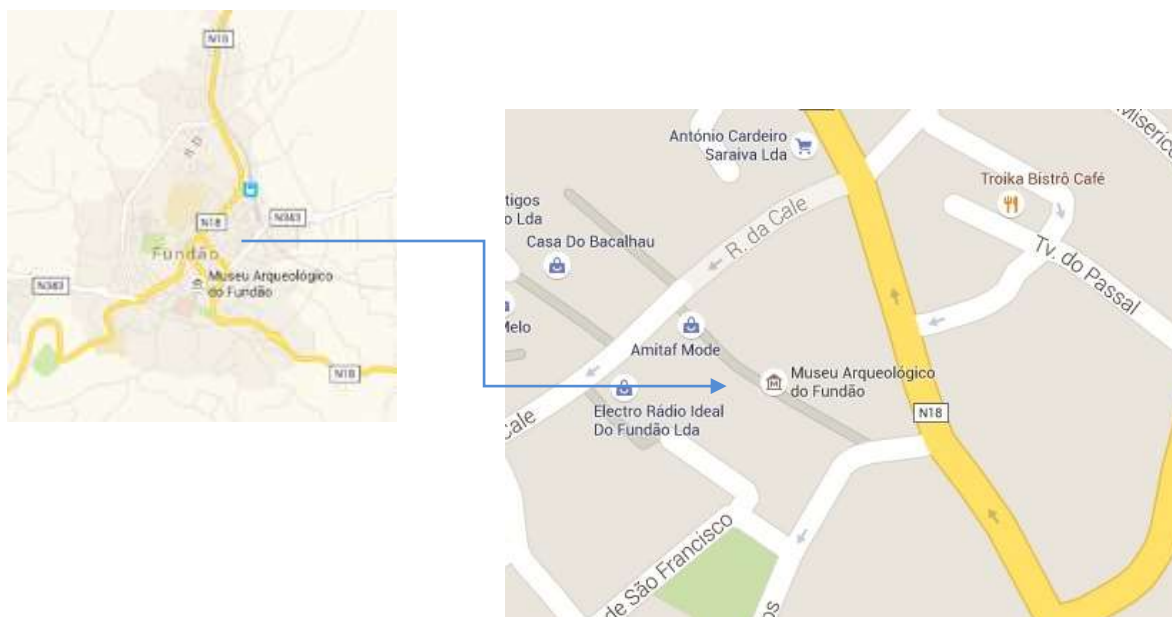 N18
N18
N343
Fundão
Museu Arqueológico
do Fundão
N343
N18
António Cardeiro
Saraiva Lda
Troika Bistrô Café
tigos
o Lda
R. da Cale
Casa Do Bacalhau
Tv. do Passal
Melo
Amitaf Mode
Museu Arqueológico
do Fundão
Electro Rádio Ideal
Do Fundão Lda
N18
Cale
de São Francisco
os
Miseric